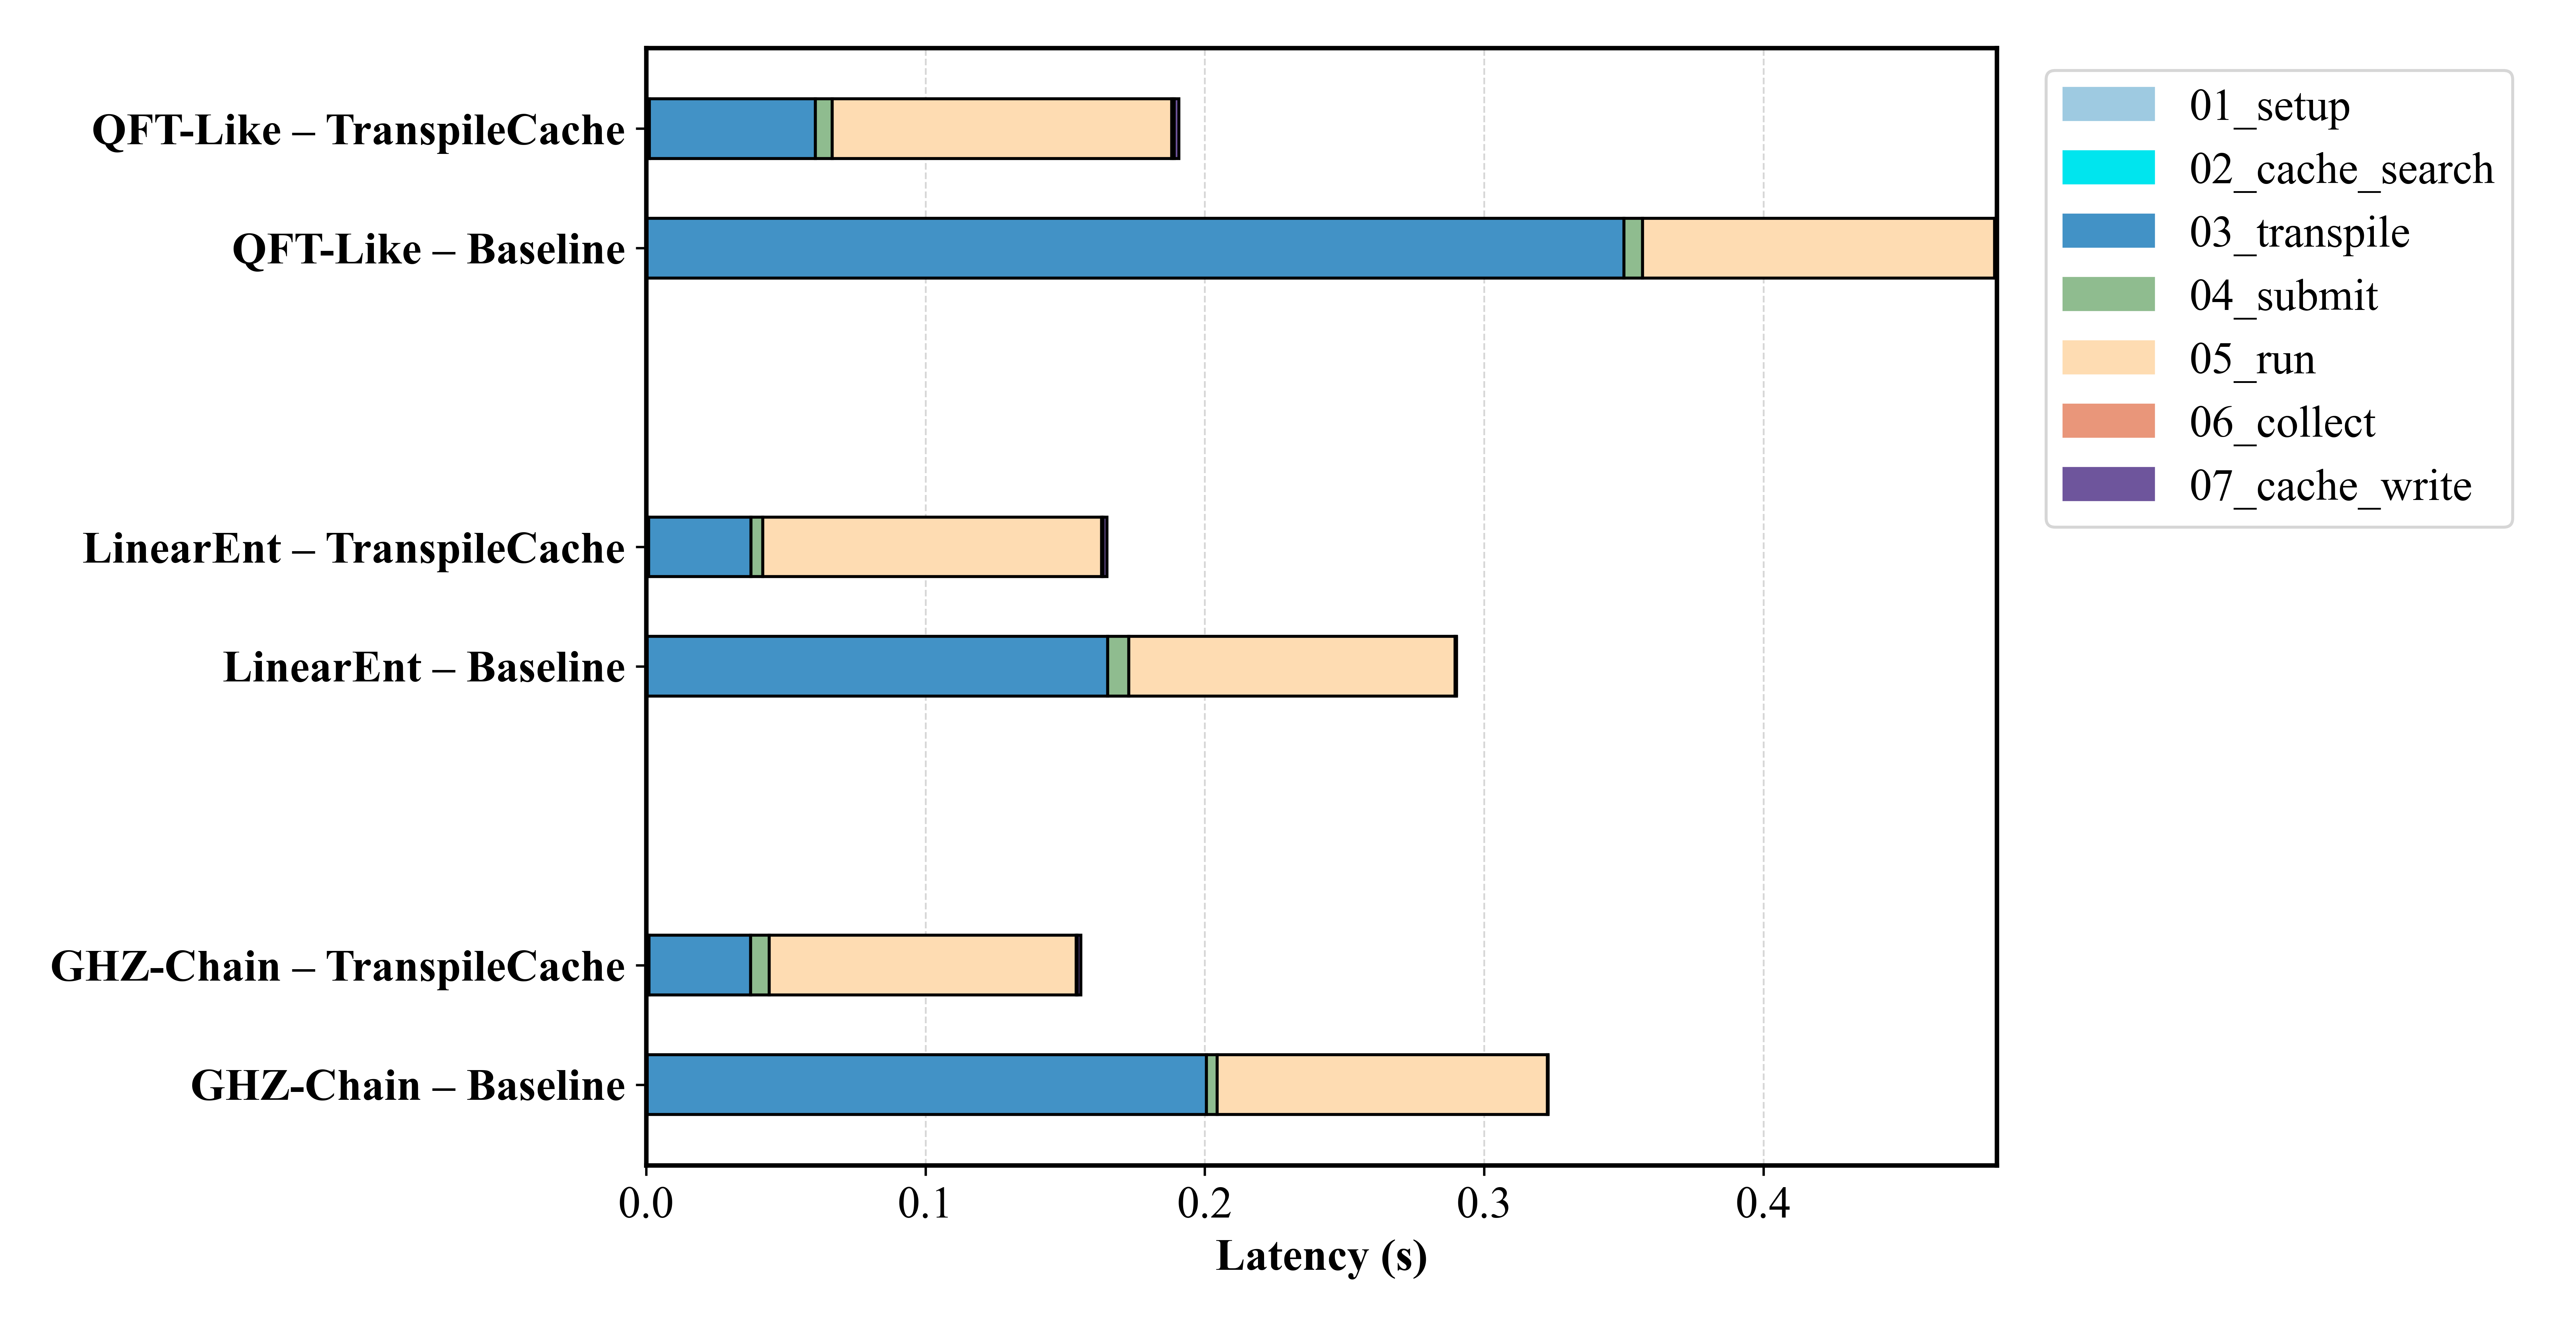 QFT-Like – TranspileCache
QFT-Like – Baseline
LinearEnt – TranspileCache
LinearEnt – Baseline
GHZ-Chain – TranspileCache
GHZ-Chain – Baseline
0.0
0.1
0.2
0.3
0.4
Latency (s)
01_setup
02_cache_search
03_transpile
04_submit
05_run
06_collect
07_cache_write